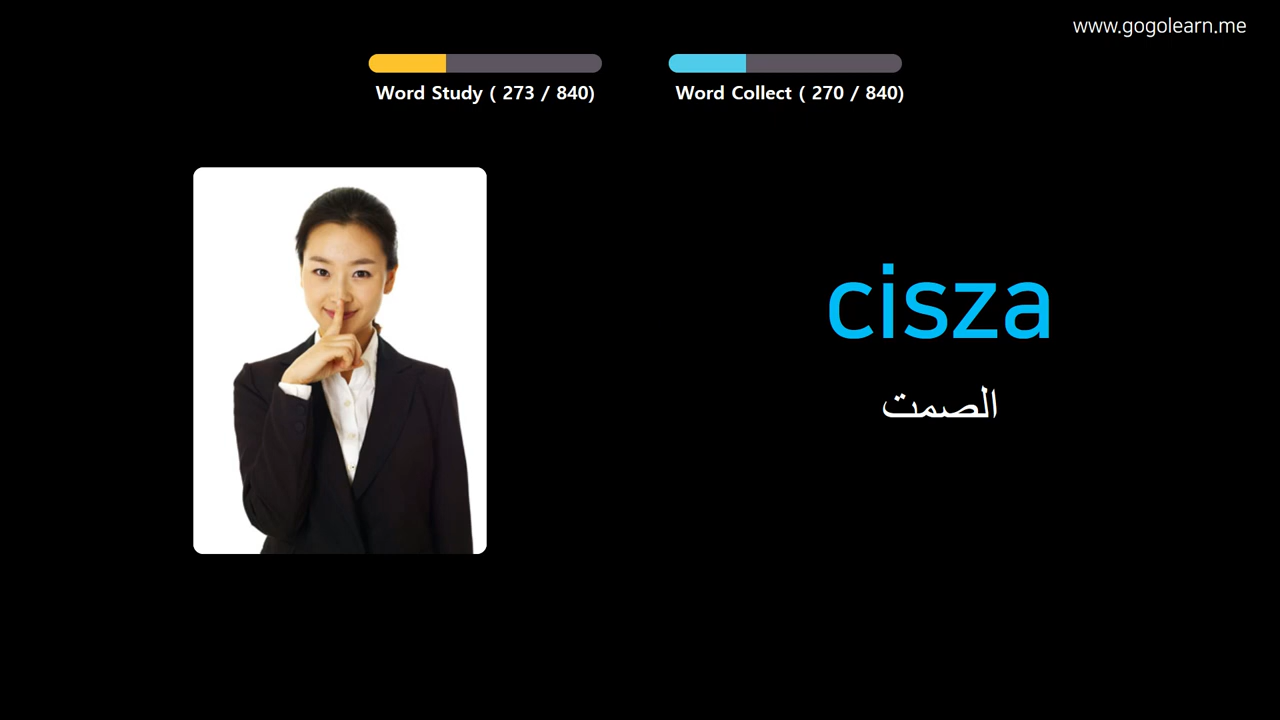 www.gogolearn.me
Word Study ( 273 / 840)
Word Collect ( 270 / 840)
cisza
الصمت